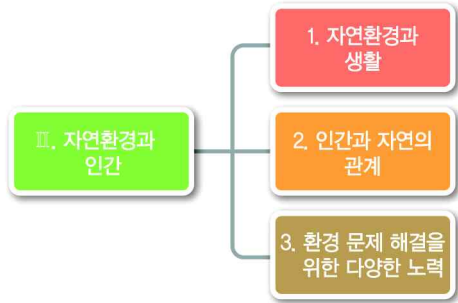 1. 자연환경과
생활
Ⅱ. 자연환경과
인간
2. 인간과 자연의
관계
3. 환경 문제 해결을
위한 다양한 노력